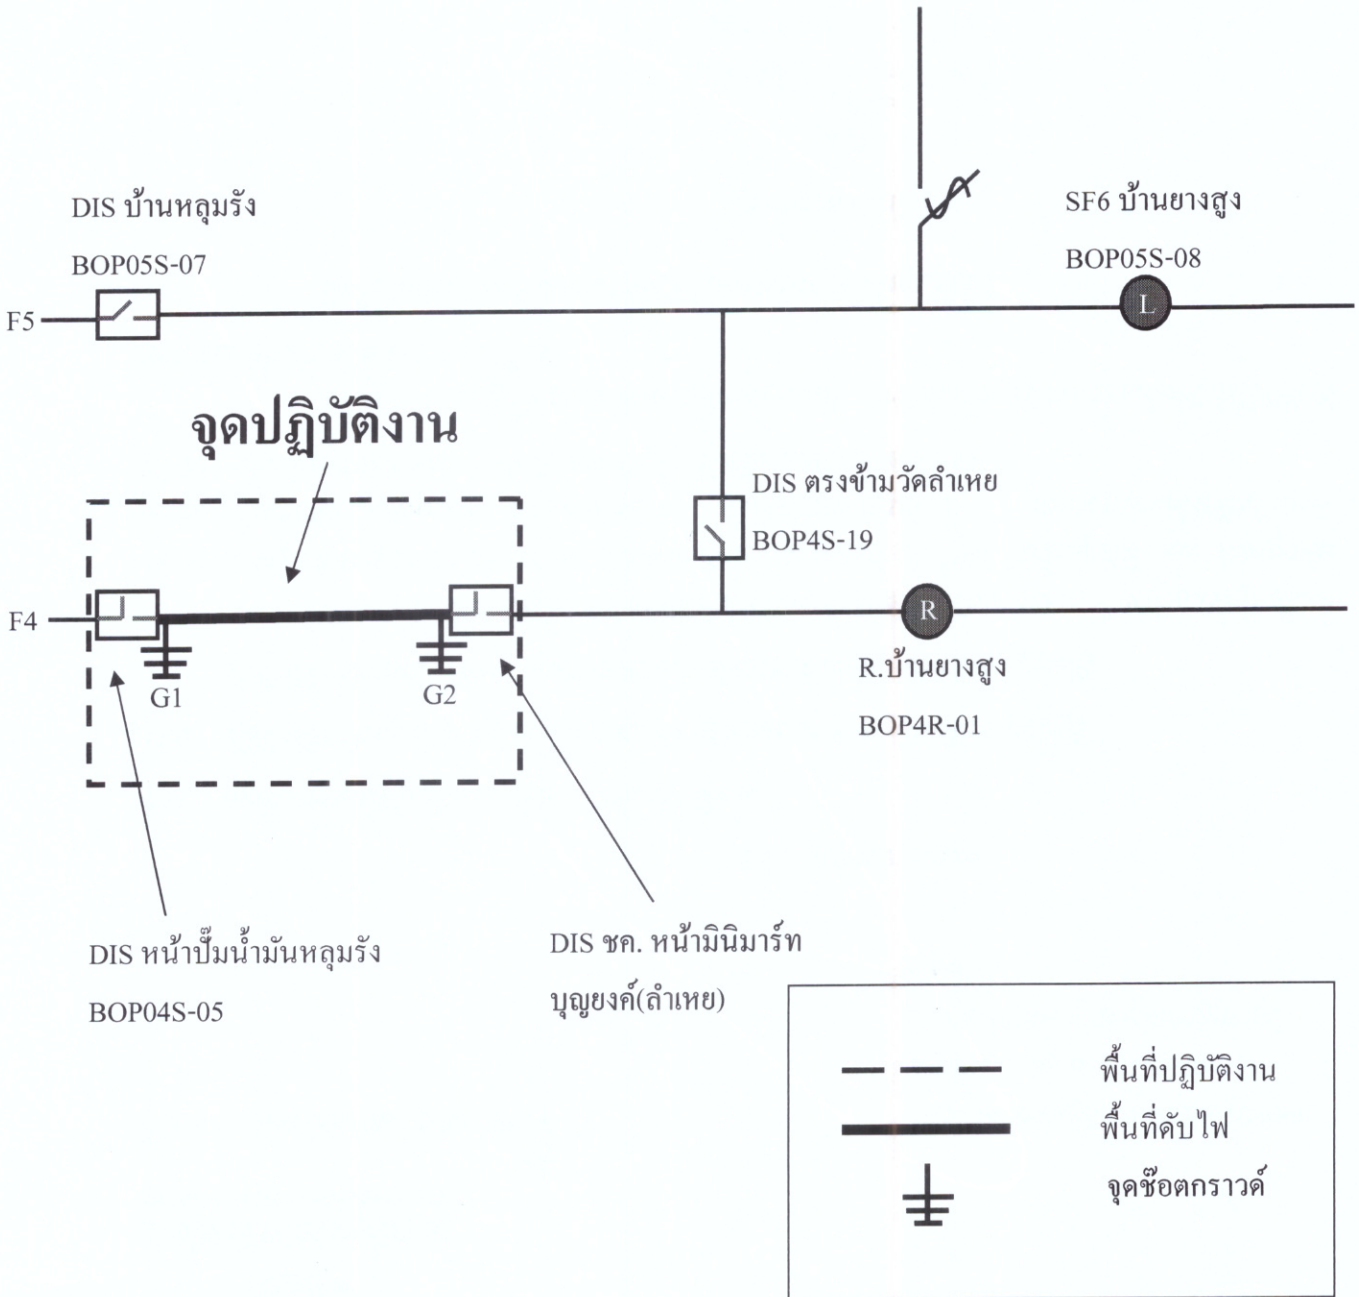 DIS บ้านหลุมรัง
BOP05S-07
SF6 บ้านยางสูง
BOP05S-08
F5
L
จุดปฏิบัติงาน
DIS ตรงข้ามวัดลำเหย
BOP4S-19
F4
R
G1
G2
R.บ้านยางสูง
BOP4R-01
DIS หน้าปั๊มน้ำมันหลุมรัง
BOP04S-05
DIS ชค. หน้ามินิมาร์ท
บุญยงค์(ลำเหย)
พื้นที่ปฏิบัติงาน
พื้นที่ดับไฟ
จุดช๊อตกราวด์